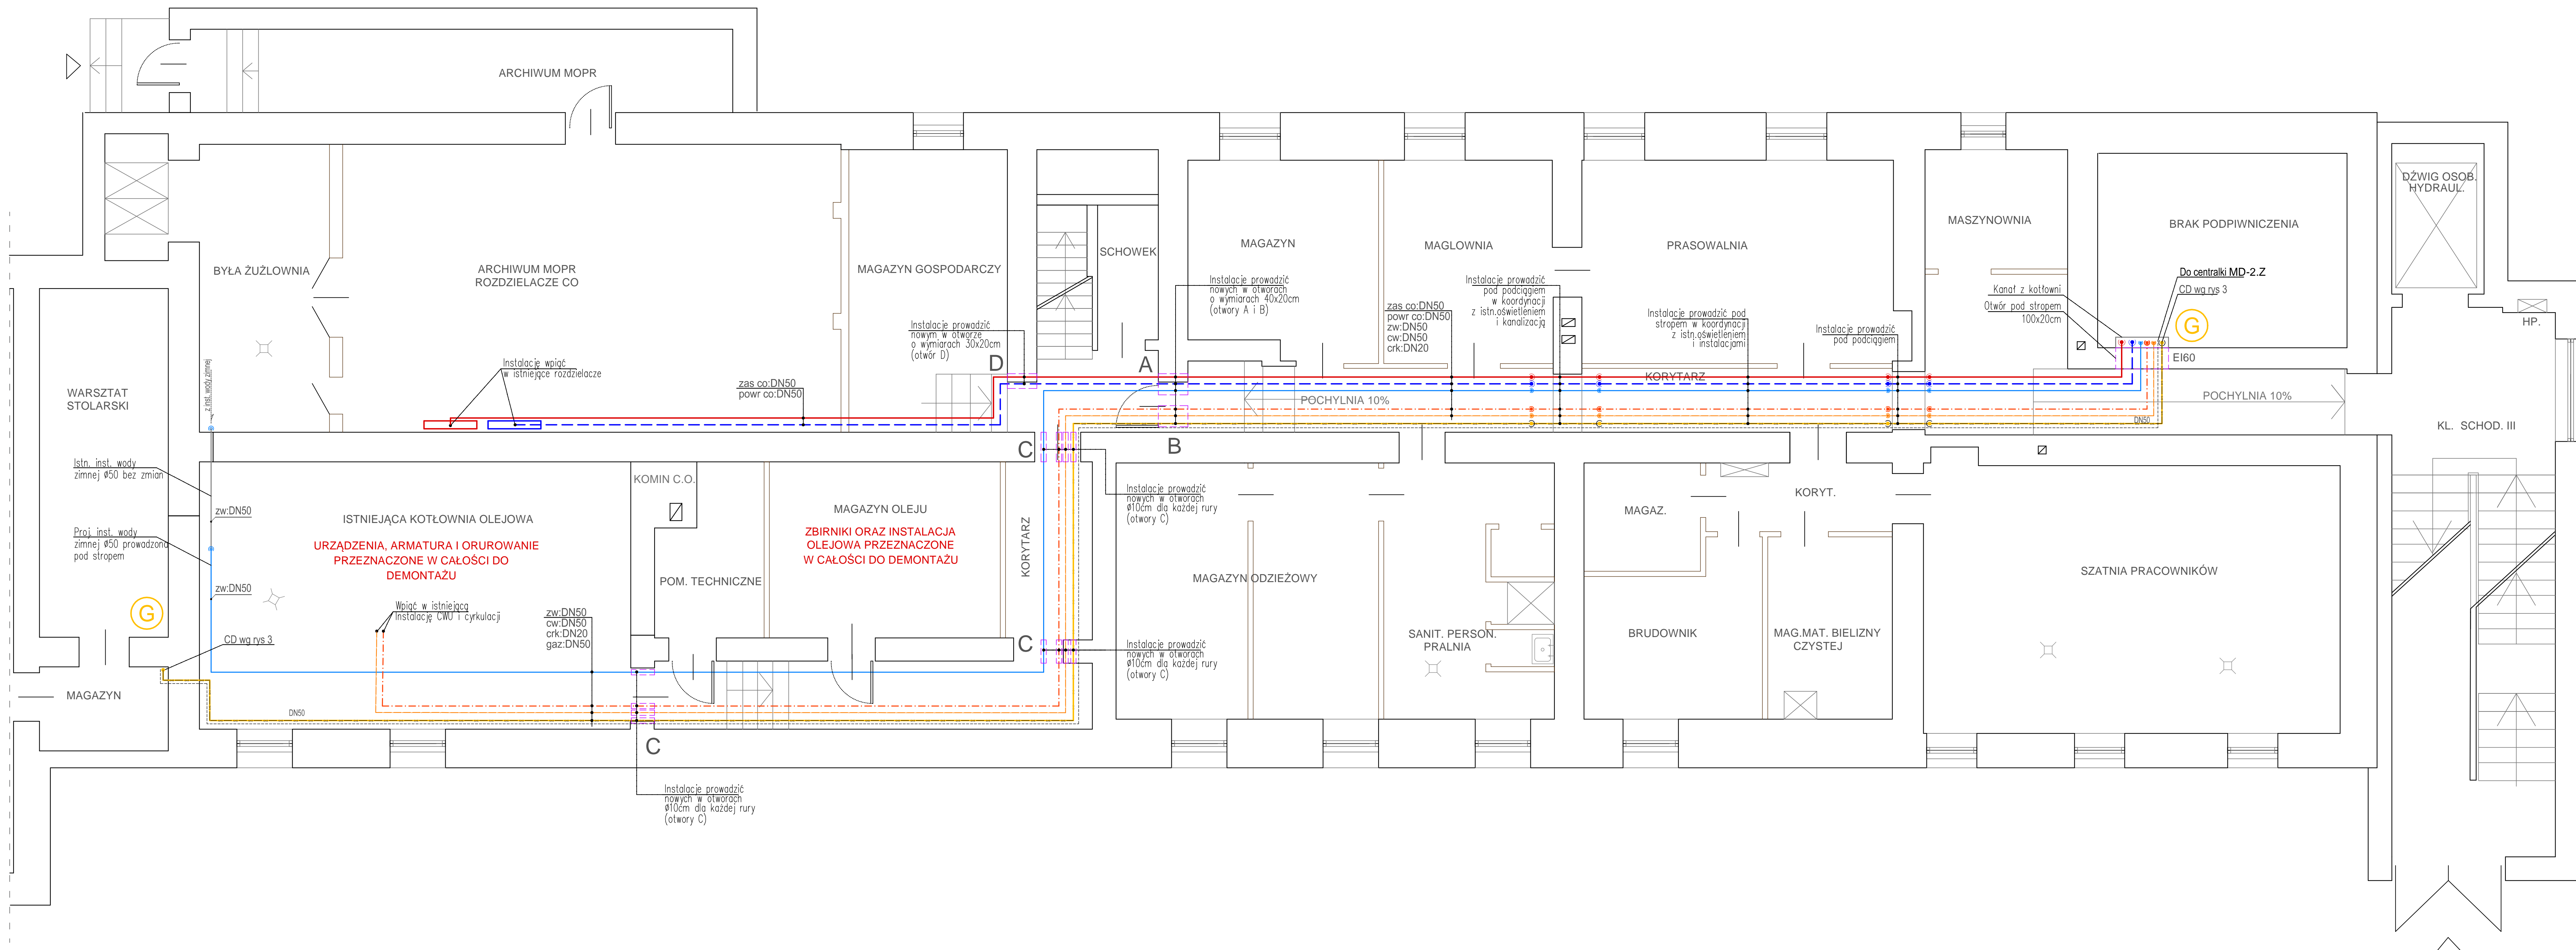 ARCHIWUM MOPR
DŹWIG OSOB.
HYDRAUL.
MASZYNOWNIA
BRAK PODPIWNICZENIA
MAGAZYN
MAGLOWNIA
PRASOWALNIA
SCHOWEK
BYŁA ŻUŻLOWNIA
ARCHIWUM MOPR
ROZDZIELACZE CO
MAGAZYN GOSPODARCZY
Do centralki MD-2.Z
Kanał z kotłowni
CD wg rys 3
Otwór pod stropem
100x20cm
G
EI60
HP.
Instalacje prowadzić
nowych w otworach
o wymiarach 40x20cm
(otwory A i B)
Instalacje prowadzić
pod podciągiem
w koordynacji
z istn.oświetleniem
i kanalizacją
zas co:DN50
powr co:DN50
zw:DN50
cw:DN50
crk:DN20
Instalacje prowadzić pod
stropem w koordynacji
z istn.oświetleniem
i instalacjami
Instalacje prowadzić
pod podciągiem
Instalacje prowadzić
nowym w otworze
o wymiarach 30x20cm
(otwór D)
D
A
Instalację wpiąć
w istniejące rozdzielacze
zas co:DN50
powr co:DN50
z inst. wody zimnej
WARSZTAT
STOLARSKI
KORYTARZ
POCHYLNIA 10%
POCHYLNIA 10%
DN50
KL. SCHOD. III
B
C
Istn. inst. wody
zimnej ø50 bez zmian
zw:DN50
Proj. inst. wody
zimnej ø50 prowadzona
pod stropem
zw:DN50
KOMIN C.O.
ISTNIEJĄCA KOTŁOWNIA OLEJOWA
URZĄDZENIA, ARMATURA I ORUROWANIE
PRZEZNACZONE W CAŁOŚCI DO
DEMONTAŻU
MAGAZYN OLEJU
ZBIRNIKI ORAZ INSTALACJA
OLEJOWA PRZEZNACZONE
W CAŁOŚCI DO DEMONTAŻU
KORYTARZ
Instalacje prowadzić
nowych w otworach
ø10cm dla każdej rury
(otwory C)
MAGAZ.
KORYT.
POM. TECHNICZNE
MAGAZYN ODZIEŻOWY
SZATNIA PRACOWNIKÓW
G
Wpiąć w istniejącą
Instalację CWU i cyrkulacji
zw:DN50
cw:DN50
crk:DN20
gaz:DN50
CD wg rys 3
C
Instalacje prowadzić
nowych w otworach
ø10cm dla każdej rury
(otwory C)
SANIT. PERSON.
PRALNIA
BRUDOWNIK
MAG.MAT. BIELIZNY
CZYSTEJ
MAGAZYN
DN50
C
Instalacje prowadzić
nowych w otworach
ø10cm dla każdej rury
(otwory C)